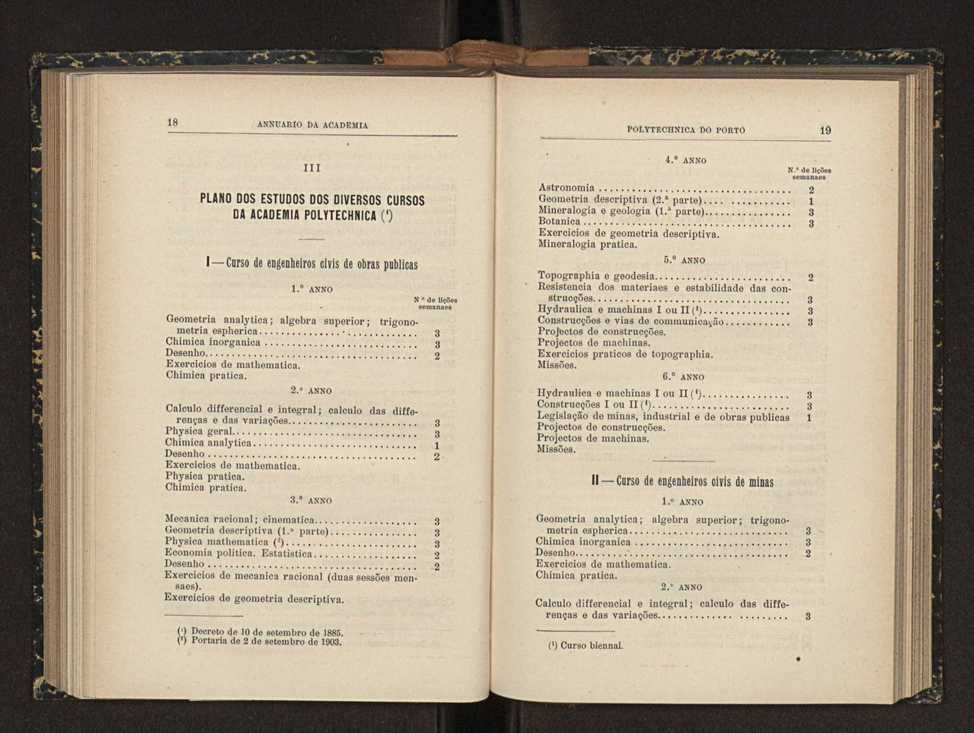 18
ANNUARIO DA ACADEMIA
III
PLANO DOS ESTUDOS DOS DIVERSOS CURSOS
DA ACADEMIA POLYTECHNICA (¹)
I — Curso de engenheiros civis de obras publicas
1.º ANNO
N.º de lições
semanaes
Geometria analytica; algebra superior; trigono-
metria espherica 3
Chimica inorganica 3
Desenho 2
Exercicios de mathematica.
Chimica pratica.
2.º ANNO
Calculo differencial e integral; calculo das diffe-
renças e das variações 3
Physica geral 3
Chimica analytica 1
Desenho 2
Exercicios de mathematica.
Physica pratica.
Chimica pratica.
3.º ANNO
Mecanica racional; cinematica 3
Geometria descriptiva (1.ª parte) 3
Physica mathematica (²) 3
Economia politica. Estatistica 2
Desenho 2
Exercicios de mecanica racional (duas sessões men-
saes).
Exercicios de geometria descriptiva.
(¹) Decreto de 10 de setembro de 1885.
(²) Portaria de 2 de setembro de 1903.
POLYTECHNICA DO PORTO
19
4.º ANNO
N.º de lições
semanaes
Astronomia 2
Geometria descriptiva (2.ª parte) 1
Mineralogia e geologia (1.ª parte) 3
Botanica 3
Exercicios de geometria descriptiva.
Mineralogia pratica.
5.º ANNO
Topographia e geodesia 2
Resistencia dos materiaes e estabilidade das con-
strucções 3
Hydraulica e machinas I ou II (¹) 3
Construcções e vias de communicação 3
Projectos de construcções.
Projectos de machinas.
Exercicios praticos de topographia.
Missões.
6.º ANNO
Hydraulica e machinas I ou II (¹) 3
Construcções I ou II (¹) 3
Legislação de minas, industrial e de obras publicas 1
Projectos de construcções.
Projectos de machinas.
Missões.
II — Curso de engenheiros civis de minas
1.º ANNO
Geometria analytica; algebra superior; trigono-
metria espherica 3
Chimica inorganica 3
Desenho 2
Exercicios de mathematica.
Chimica pratica.
2.º ANNO
Calculo differencial e integral; calculo das diffe-
renças e das variações 3
(¹) Curso biennal.
*